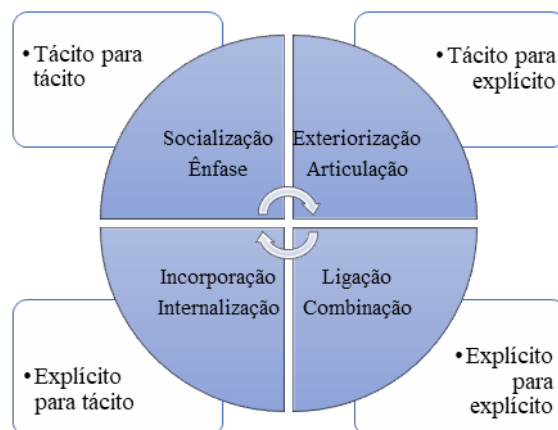 • Tácito para
tácito
• Tácito para
explícito
Socialização
Ênfase
Exteriorização
Articulação
Incorporação
Internalização
Ligação
Combinação
• Explícito
para tácito
• Explícito
para
explícito